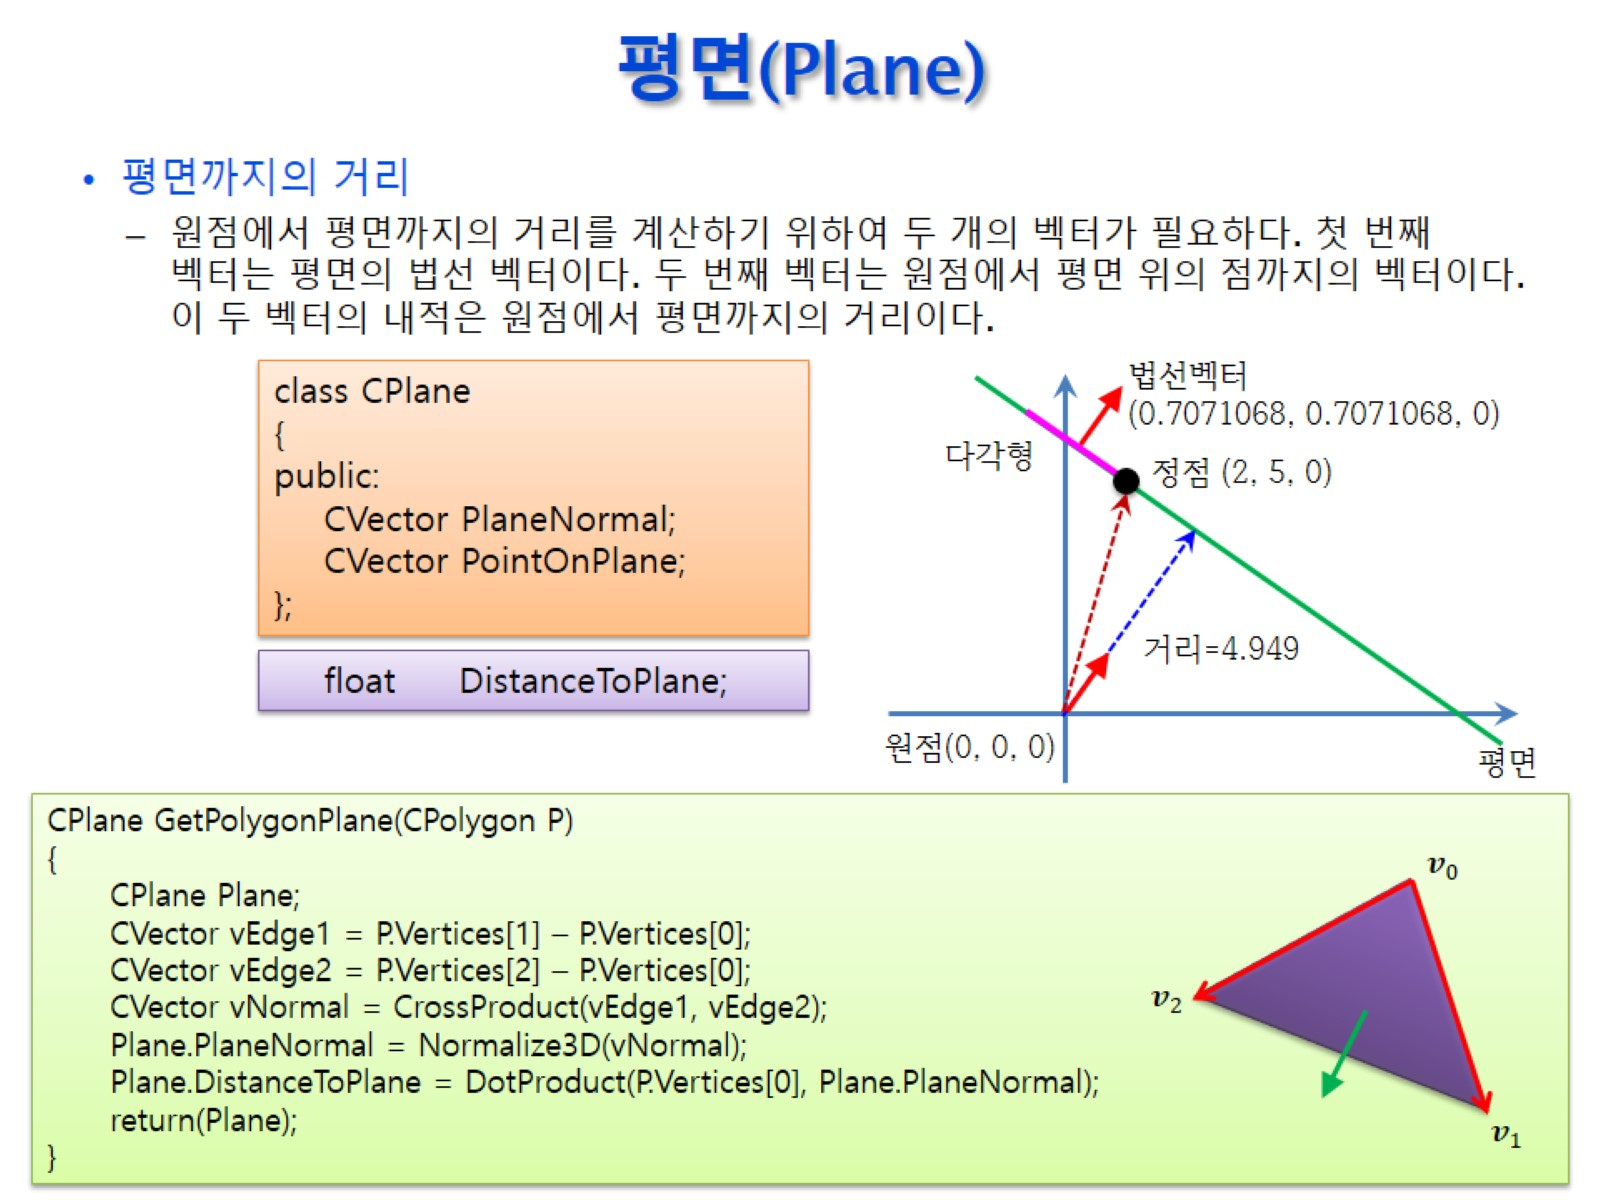 평면(Plane)
• 평면까지의 거리
– 원점에서 평면까지의 거리를 계산하기 위하여 두 개의 벡터가 필요하다. 첫 번째
벡터는 평면의 법선 벡터이다. 두 번째 벡터는 원점에서 평면 위의 점까지의 벡터이다.
이 두 벡터의 내적은 원점에서 평면까지의 거리이다.
class CPlane
{
public:
CVector PlaneNormal;
CVector PointOnPlane;
};
float DistanceToPlane;
법선벡터
(0.7071068, 0.7071068, 0)
다각형
정점 (2, 5, 0)
거리=4.949
원점(0, 0, 0)
평면
CPlane GetPolygonPlane(CPolygon P)
{
CPlane Plane;
CVector vEdge1 = P.Vertices[1] – P.Vertices[0];
CVector vEdge2 = P.Vertices[2] – P.Vertices[0];
CVector vNormal = CrossProduct(vEdge1, vEdge2);
Plane.PlaneNormal = Normalize3D(vNormal);
Plane.DistanceToPlane = DotProduct(P.Vertices[0], Plane.PlaneNormal);
return(Plane);
}
v₀
v₂
v₁